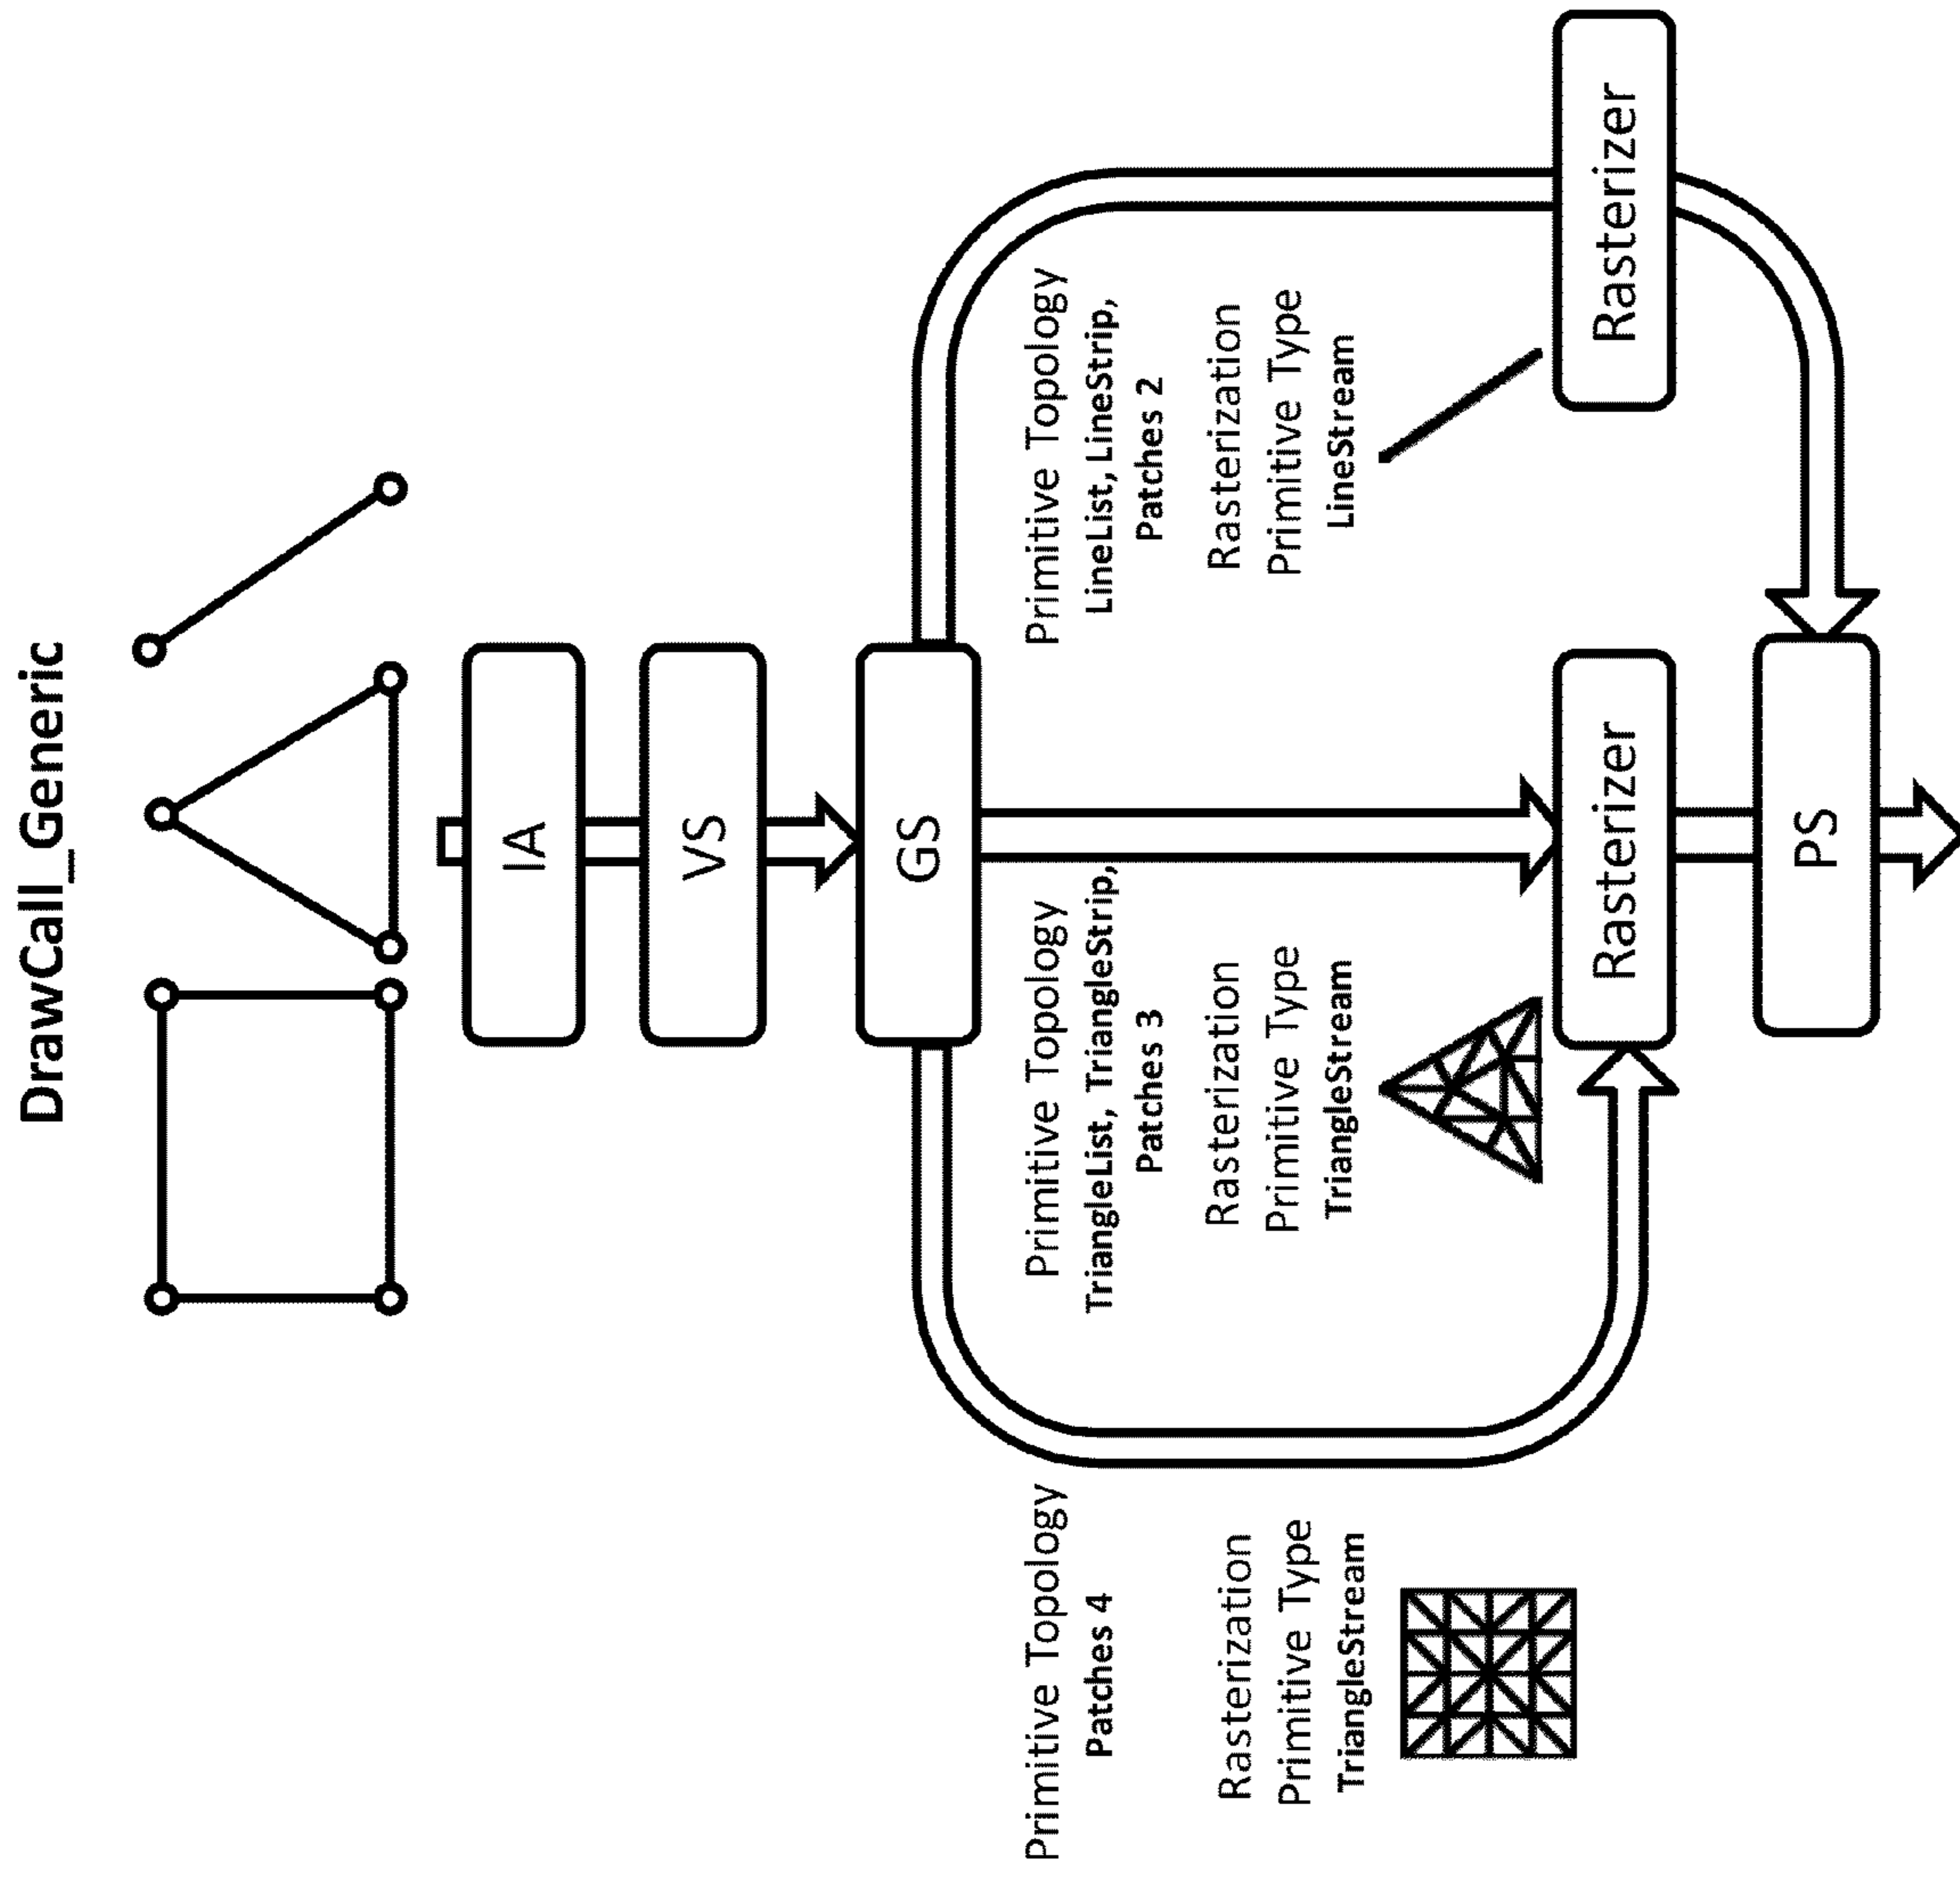 DrawCall_Generic
IA
VS
GS
Primitive Topology
Patches 4
Rasterization
Primitive Type
TriangleStream
Primitive Topology
TriangleList, TriangleStrip,
Patches 3
Rasterization
Primitive Type
TriangleStream
Primitive Topology
LineList, LineStrip,
Patches 2
Rasterization
Primitive Type
LineStream
Rasterizer
Rasterizer
PS